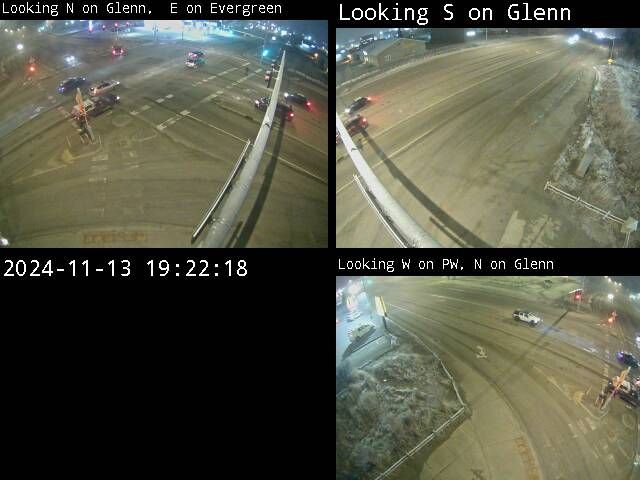 Looking N on Glenn,  E on Evergreen
Looking S on Glenn
2024-11-13 19:22:18
Looking W on PW, N on Glenn